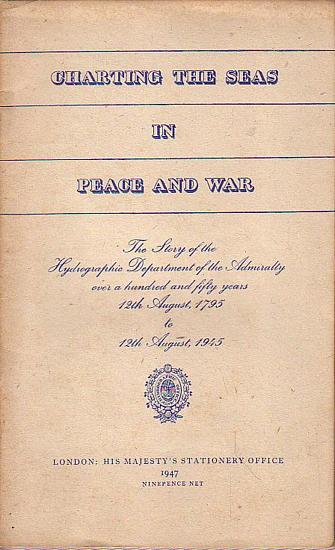 CHARTING THE SEAS
IN
PEACE AND WAR
The Story of the
Hydrographic Department of the Admiralty
over a hundred and fifty years
12th August, 1795
to
12th August, 1945
LONDON: HIS MAJESTY'S STATIONERY OFFICE
1947
NINEPENCE NET